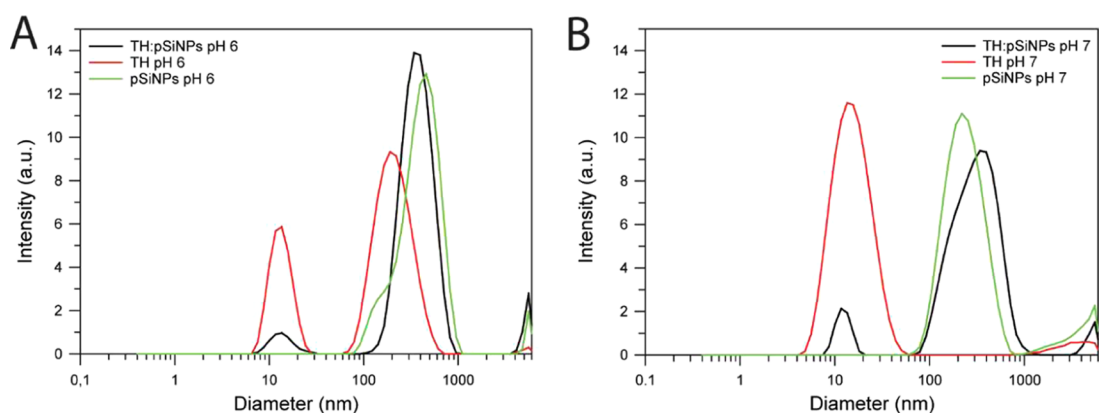 A
TH:pSiNPs pH 6
TH pH 6
pSiNPs pH 6
14
12
10
8
6
4
2
0
Intensity (a.u.)
0,1 1 10 100 1000
Diameter (nm)
B
TH:pSiNPs pH 7
TH pH 7
pSiNPs pH 7
14
12
10
8
6
4
2
0
Intensity (a.u.)
0.1 1 10 100 1000
Diameter (nm)